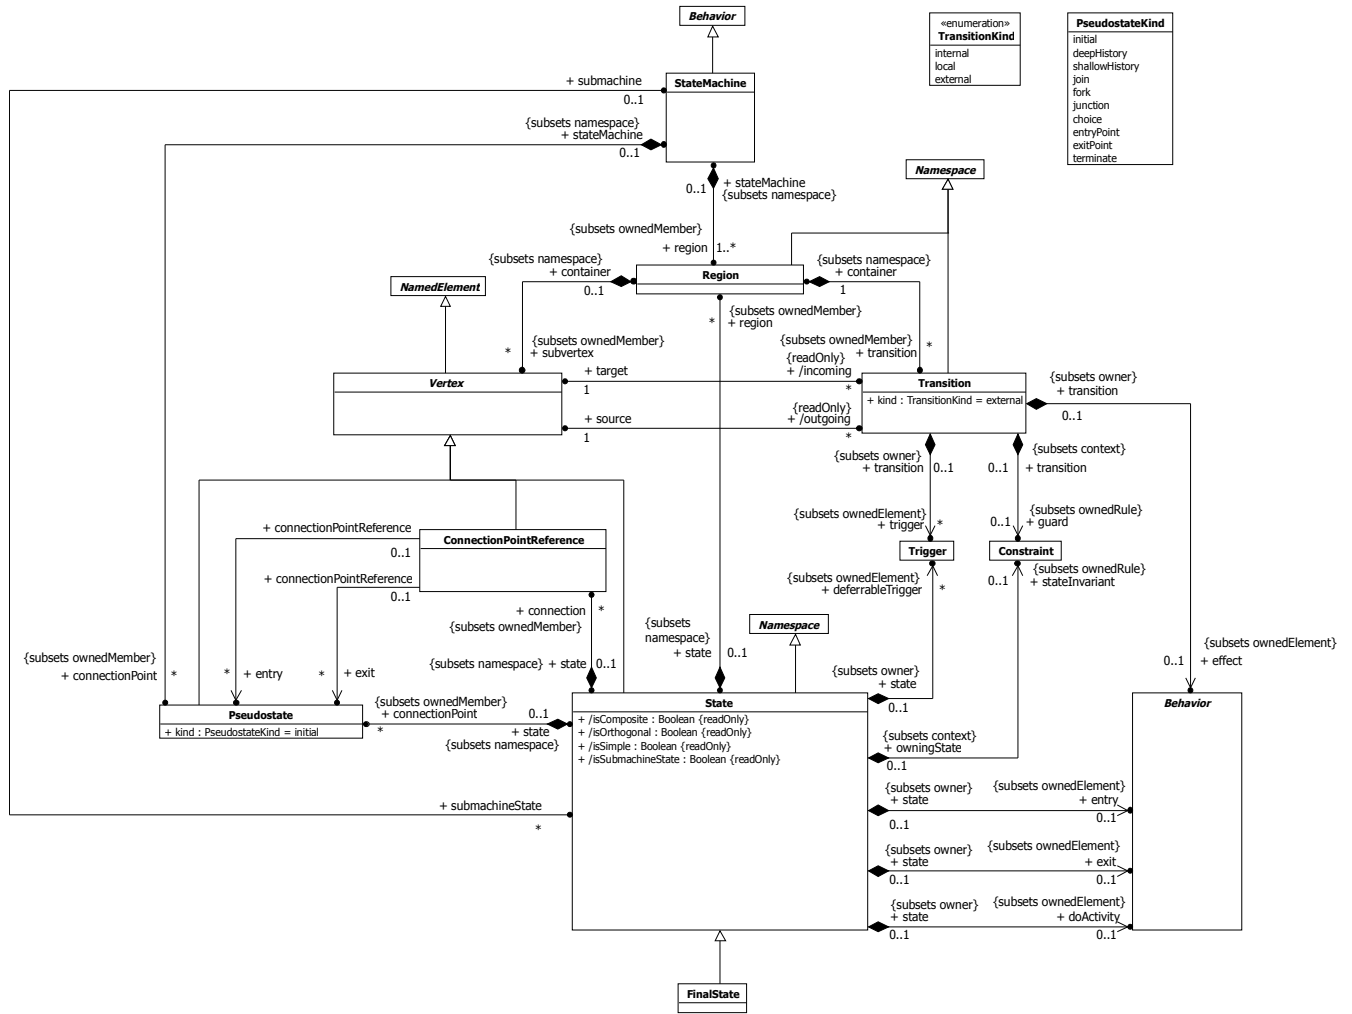 Behavior
«enumeration»
TransitionKind
internal
local
external
PseudostateKind
initial
deepHistory
shallowHistory
join
fork
junction
choice
entryPoint
exitPoint
terminate
+ submachine
0..1
StateMachine
{subsets namespace}
+ stateMachine
0..1
0..1
+ stateMachine
{subsets namespace}
Namespace
{subsets ownedMember}
+ region
1..*
{subsets namespace}
+ container
0..1
Region
{subsets namespace}
+ container
1
NamedElement
{subsets ownedMember}
*
+ region
{subsets ownedMember}
*
+ subvertex
{subsets ownedMember}
*
+ transition
Vertex
+ target
1
{readOnly}
+ /incoming
*
+ source
1
{readOnly}
+ /outgoing
*
Transition
+ kind : TransitionKind = external
{subsets owner}
+ transition
0..1
{subsets owner}
+ transition
0..1
{subsets context}
0..1
+ transition
{subsets ownedElement}
+ trigger
*
{subsets ownedRule}
0..1
+ guard
+ connectionPointReference
0..1
ConnectionPointReference
+ connectionPointReference
0..1
Trigger
Constraint
{subsets ownedElement}
+ deferrableTrigger
*
{subsets ownedRule}
0..1
+ stateInvariant
+ connection
*
{subsets ownedMember}
{subsets
namespace}
+ state
0..1
Namespace
{subsets namespace}
+ state
0..1
{subsets ownedMember}
+ connectionPoint
*
*
+ entry
*
+ exit
{subsets owner}
+ state
0..1
{subsets ownedElement}
0..1
+ effect
Pseudostate
+ kind : PseudostateKind = initial
{subsets ownedMember}
+ connectionPoint
*
0..1
+ state
{subsets namespace}
State
+ /isComposite : Boolean {readOnly}
+ /isOrthogonal : Boolean {readOnly}
+ /isSimple : Boolean {readOnly}
+ /isSubmachineState : Boolean {readOnly}
Behavior
{subsets context}
+ owningState
0..1
+ submachineState
*
{subsets owner}
+ state
0..1
{subsets ownedElement}
+ entry
0..1
{subsets owner}
+ state
0..1
{subsets ownedElement}
+ exit
0..1
{subsets owner}
+ state
0..1
{subsets ownedElement}
+ doActivity
0..1
FinalState